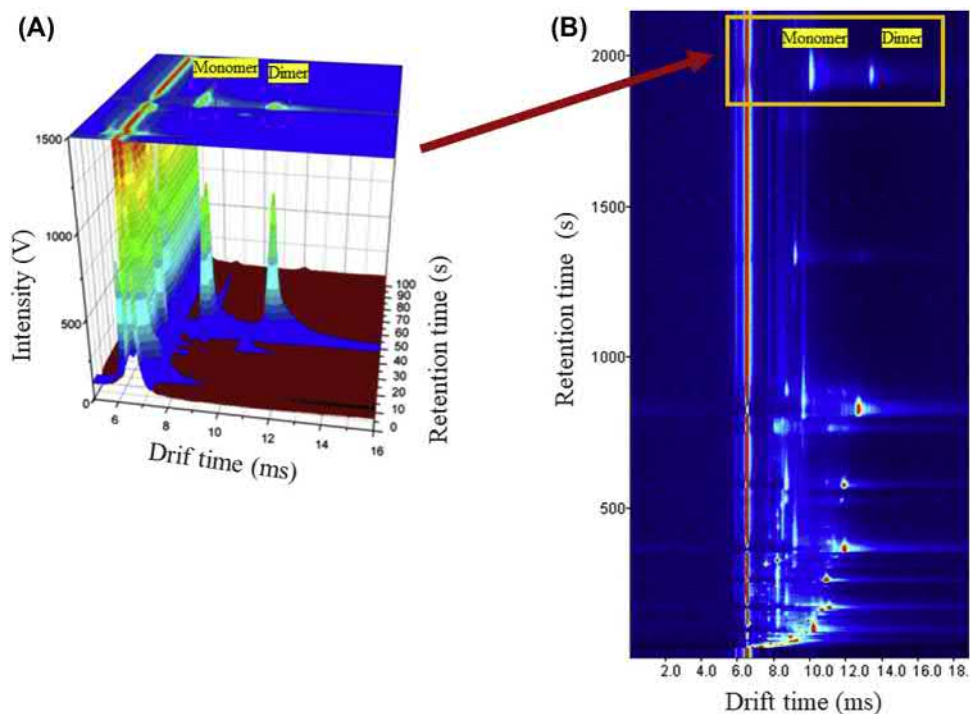 (A)
Monomer
Dimer
1500
1000
500
0
Intensity (V)
6
8
10
12
14
16
Drif time (ms)
100
90
80
70
60
50
40
30
20
10
0
Retention time (s)
(B)
Monomer
Dimer
2000
1500
1000
500
Retention time (s)
2.0 4.0 6.0 8.0 10.0 12.0 14.0 16.0 18.
Drift time (ms)